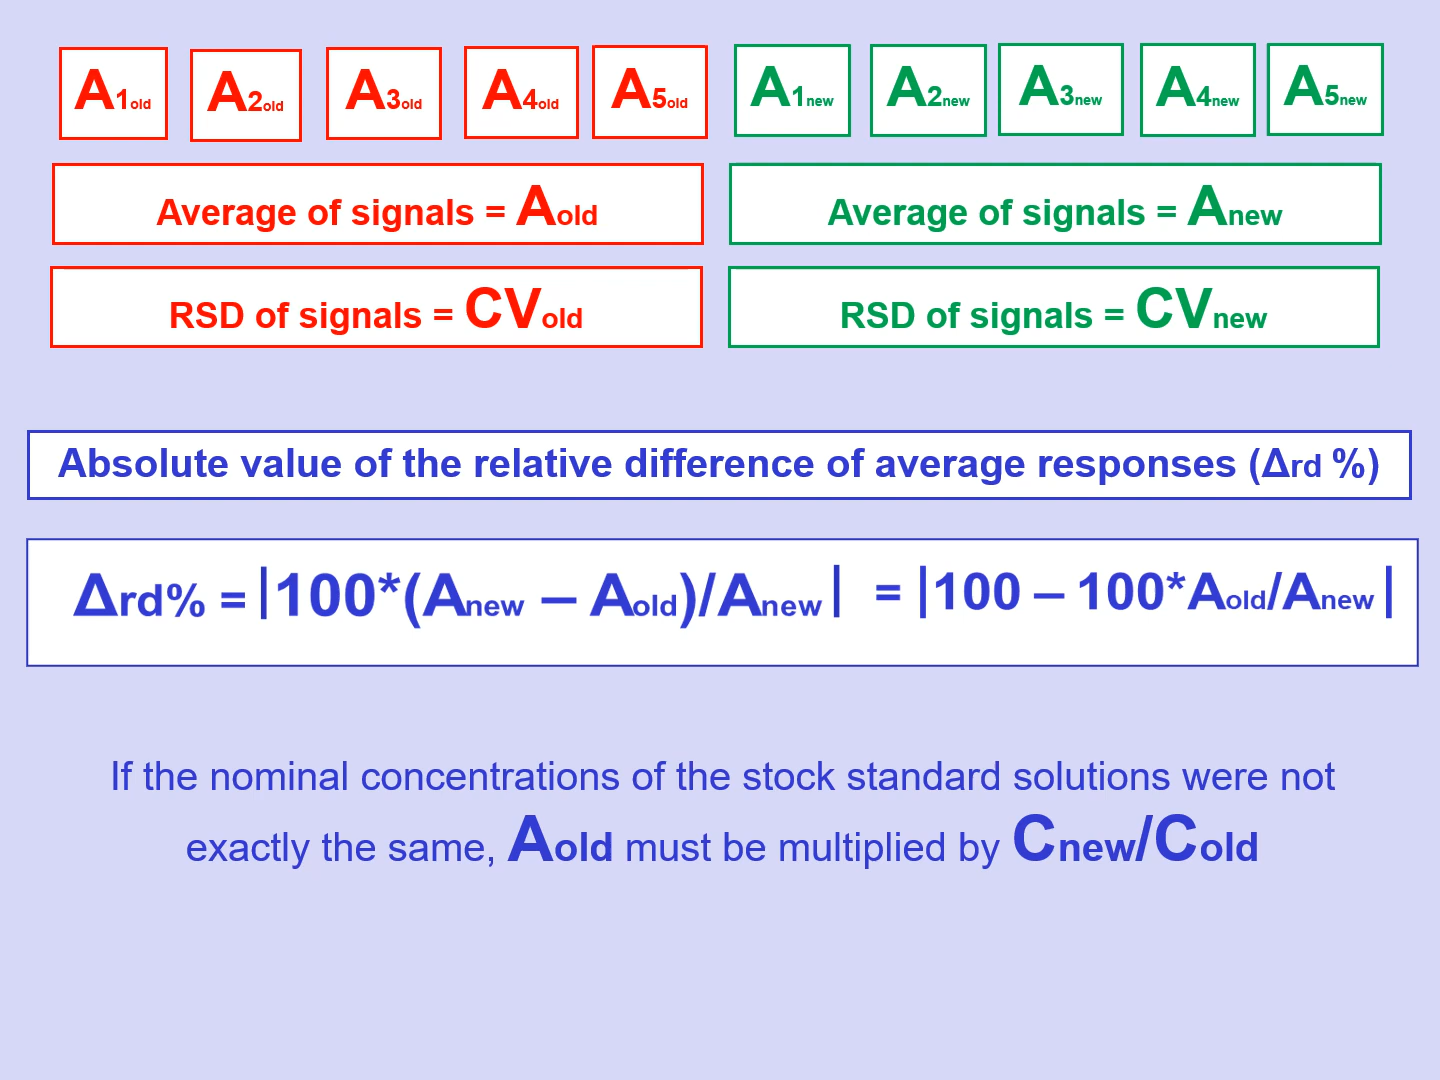 A1old A2old A3old A4old A5old A1new A2new A3new A4new A5new
Average of signals = Aold
Average of signals = Anew
RSD of signals = CVold
RSD of signals = CVnew
Absolute value of the relative difference of average responses (Δrd %)
Δrd% = |100*(Anew – Aold)/Anew| = |100 – 100*Aold/Anew|
If the nominal concentrations of the stock standard solutions were not
exactly the same, Aold must be multiplied by Cnew/Cold